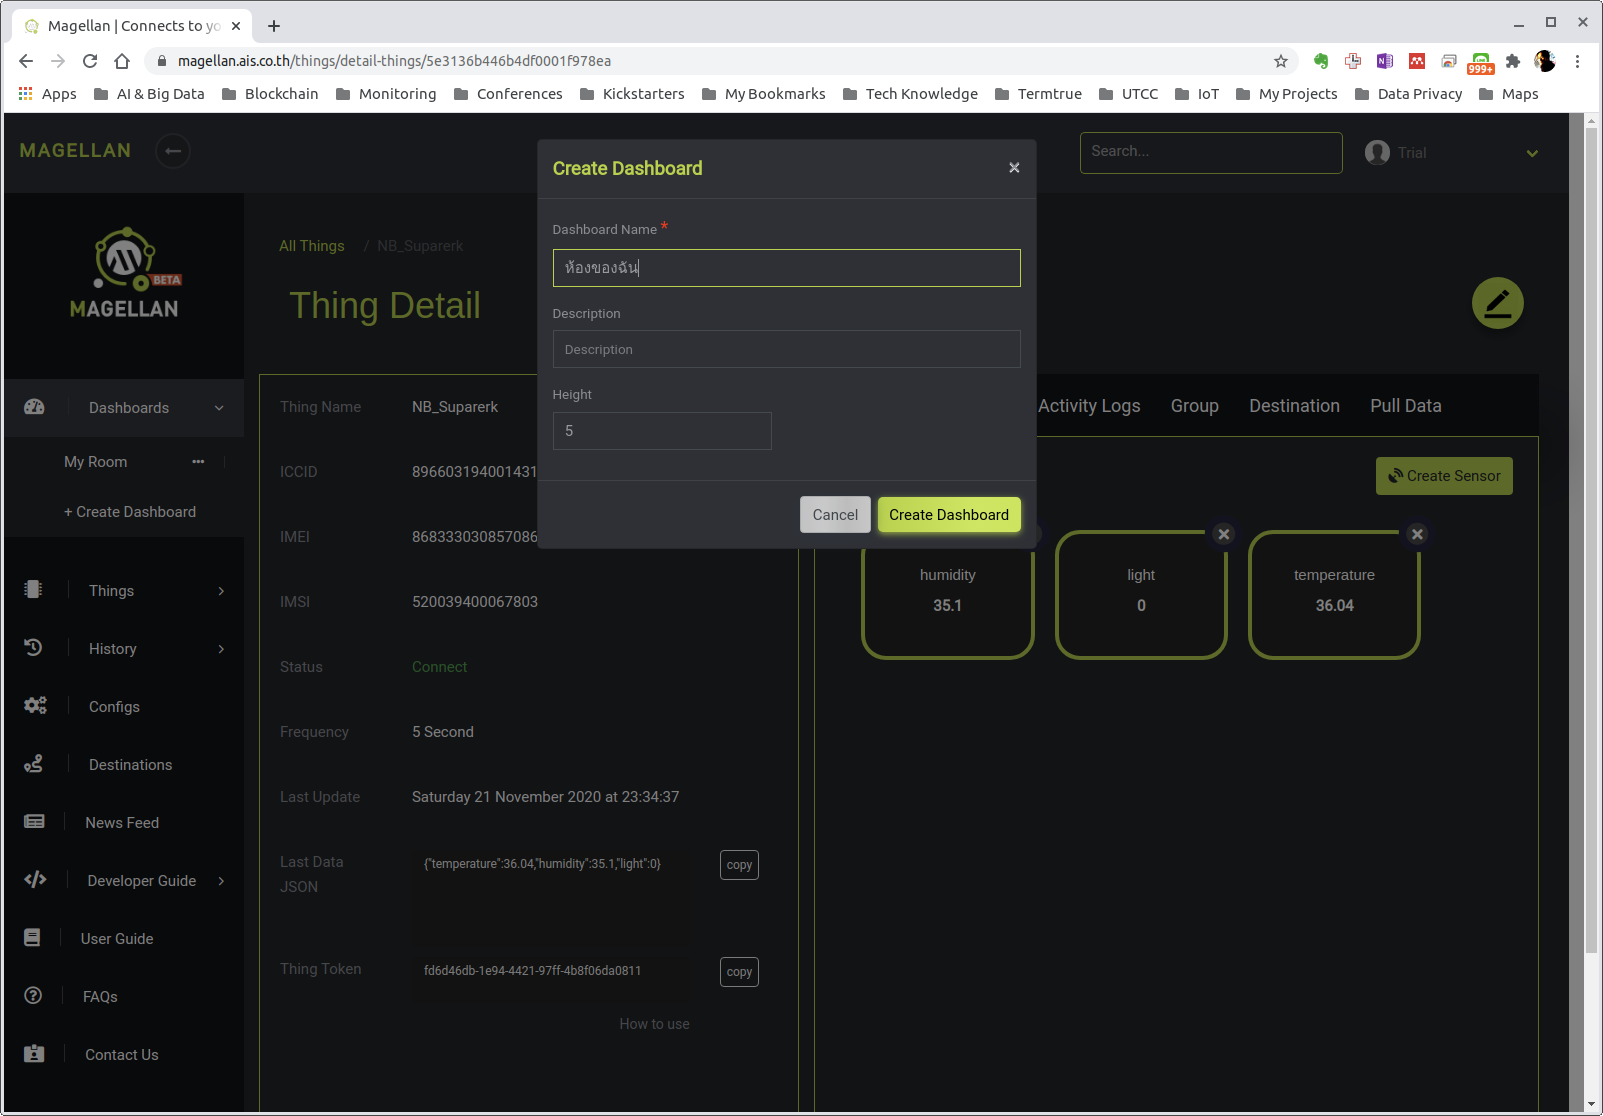 Magellan | Connects to yo
magellan.ais.co.th/things/detail-things/5e3136b446b4df0001f978ea
999+
Apps AI & Big Data Blockchain Monitoring Conferences Kickstarters My Bookmarks Tech Knowledge Termtrue UTCC IoT My Projects Data Privacy Maps
MAGELLAN
Search...
Trial
BETA
MAGELLAN
Dashboards
My Room
+ Create Dashboard
Things
History
Configs
Destinations
News Feed
Developer Guide
User Guide
FAQs
Contact Us
All Things / NB_Suparerk
Thing Detail
Create Dashboard
Dashboard Name *
ห้องของฉัน
Description
Description
Height
5
Cancel Create Dashboard
Thing Name NB_Suparerk
ICCID 896603194001431
IMEI 868333030857086
IMSI 520039400067803
Status Connect
Frequency 5 Second
Last Update Saturday 21 November 2020 at 23:34:37
Last Data JSON {"temperature":36.04,"humidity":35.1,"light":0} copy
Thing Token fd6d46db-1e94-4421-97ff-4b8f06da0811 copy
How to use
Activity Logs Group Destination Pull Data
Create Sensor
humidity
35.1
light
0
temperature
36.04